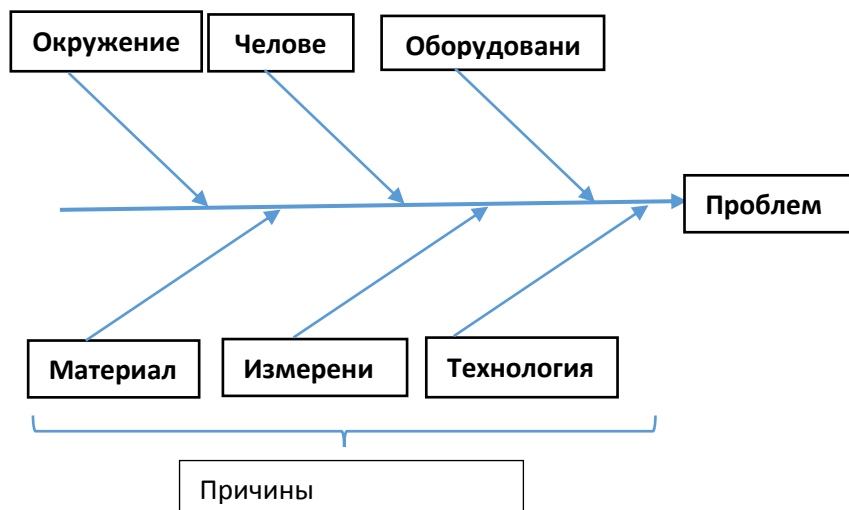 Окружение
Челове
Оборудовани
Проблем
Материал
Измерени
Технология
Причины